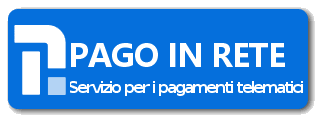 PAGO IN RETE
Servizio per i pagamenti telematici